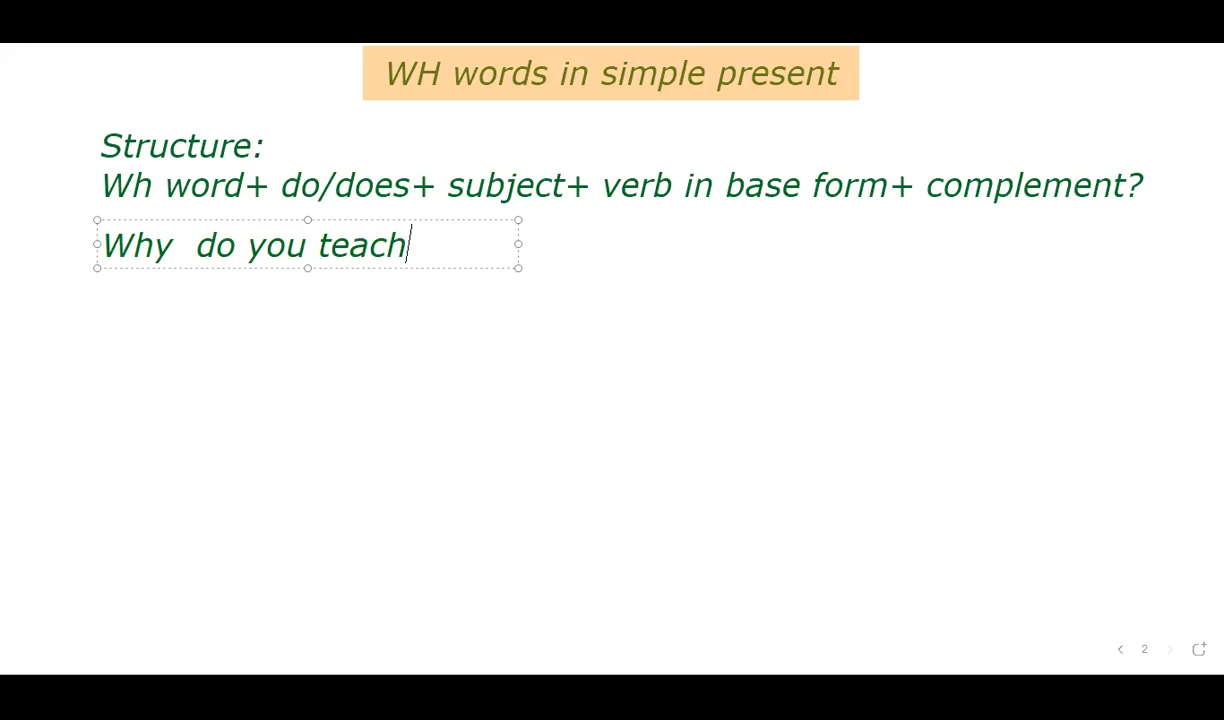 WH words in simple present
Structure:
Wh word+ do/does+ subject+ verb in base form+ complement?
Why  do you teach
2